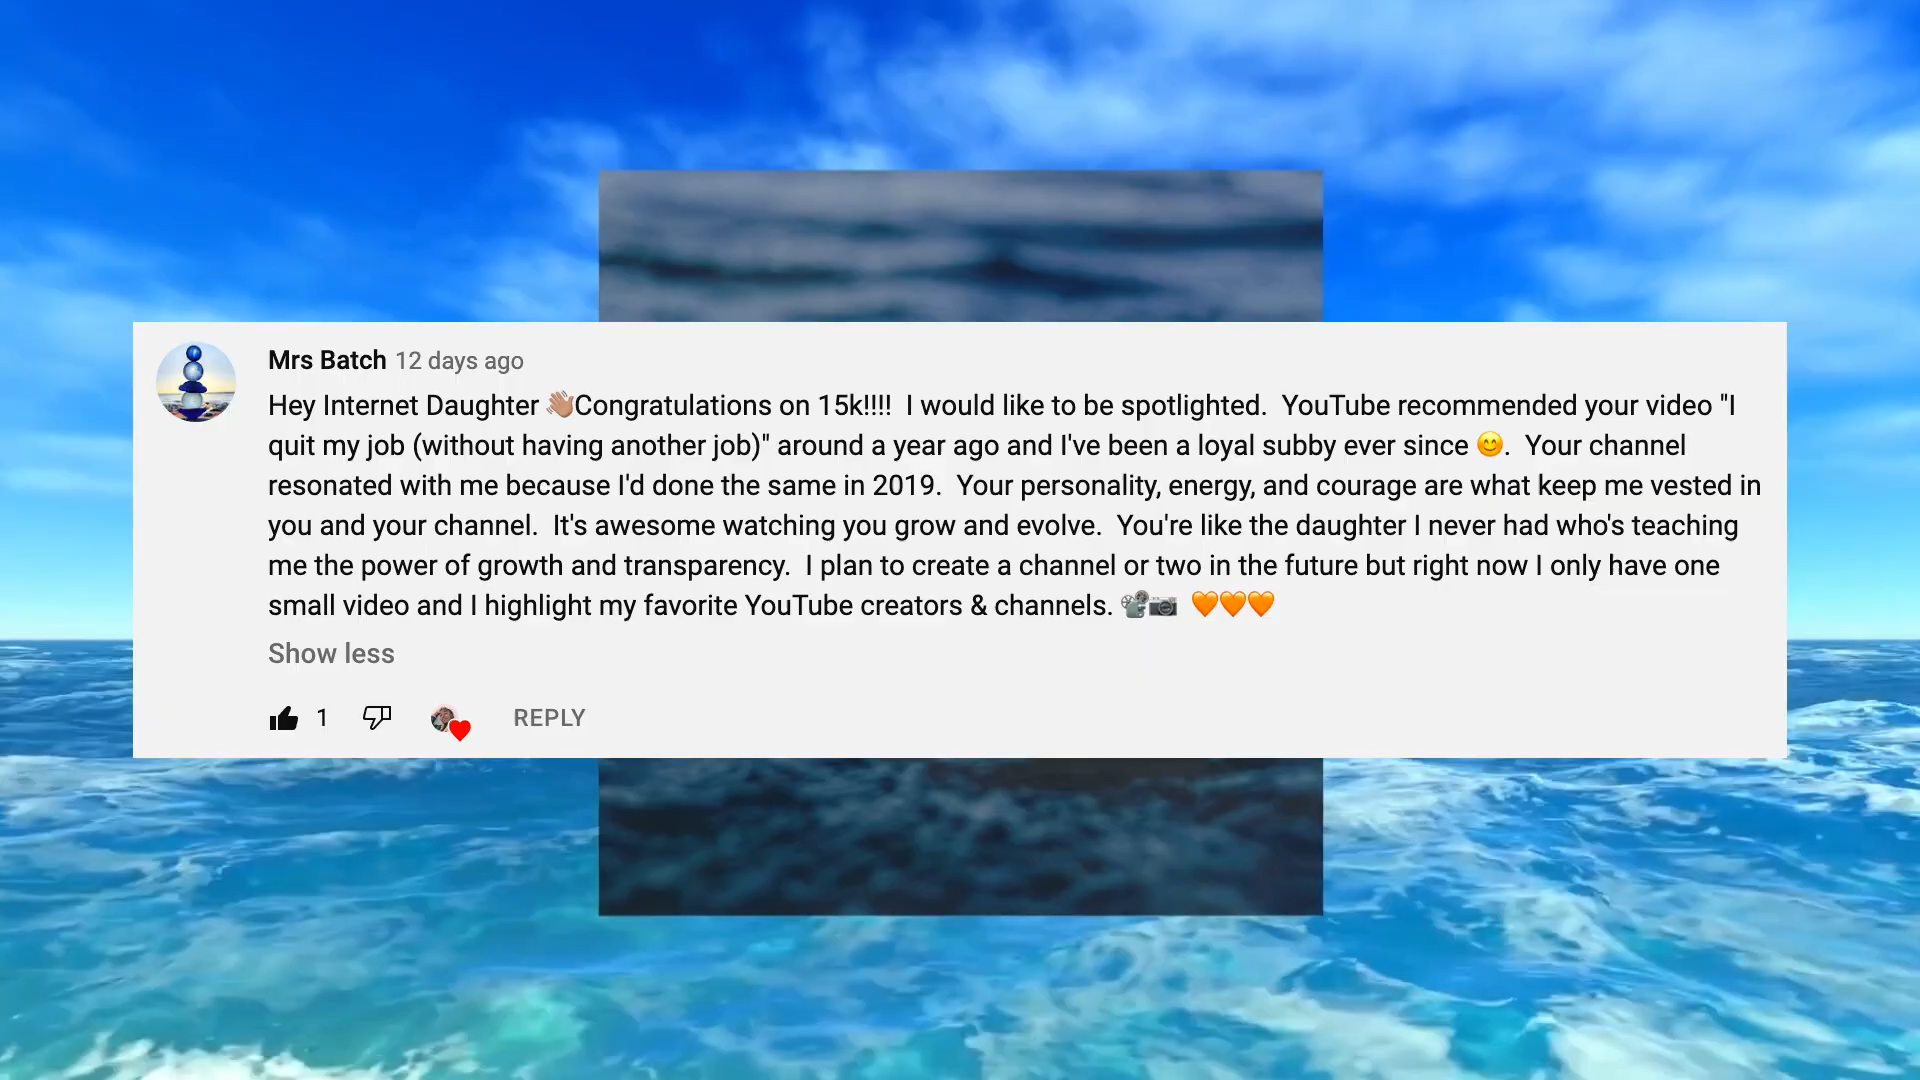 Mrs Batch 12 days ago
Hey Internet Daughter 👋🏽Congratulations on 15k!!!!  I would like to be spotlighted.  YouTube recommended your video "I
quit my job (without having another job)" around a year ago and I've been a loyal subby ever since 😊.  Your channel
resonated with me because I'd done the same in 2019.  Your personality, energy, and courage are what keep me vested in
you and your channel.  It's awesome watching you grow and evolve.  You're like the daughter I never had who's teaching
me the power of growth and transparency.  I plan to create a channel or two in the future but right now I only have one
small video and I highlight my favorite YouTube creators & channels. 📽️📷 🧡🧡🧡
Show less
1 REPLY